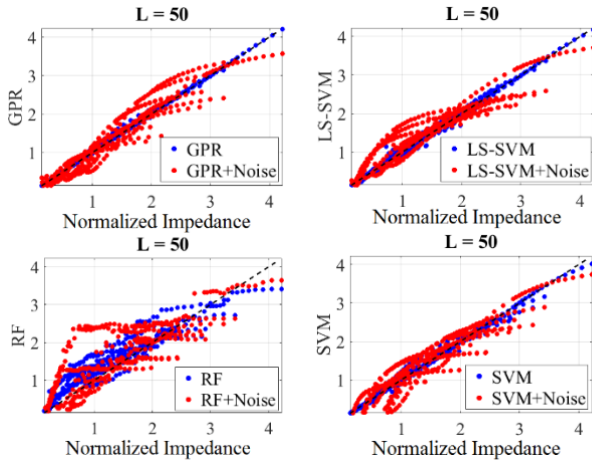 L = 50
4
3
2
1
GPR
GPR
GPR+Noise
1
2
3
4
Normalized Impedance
L = 50
4
3
2
1
LS-SVM
LS-SVM
LS-SVM+Noise
1
2
3
4
Normalized Impedance
L = 50
4
3
2
1
RF
RF
RF+Noise
1
2
3
4
Normalized Impedance
L = 50
4
3
2
1
SVM
SVM
SVM+Noise
1
2
3
4
Normalized Impedance